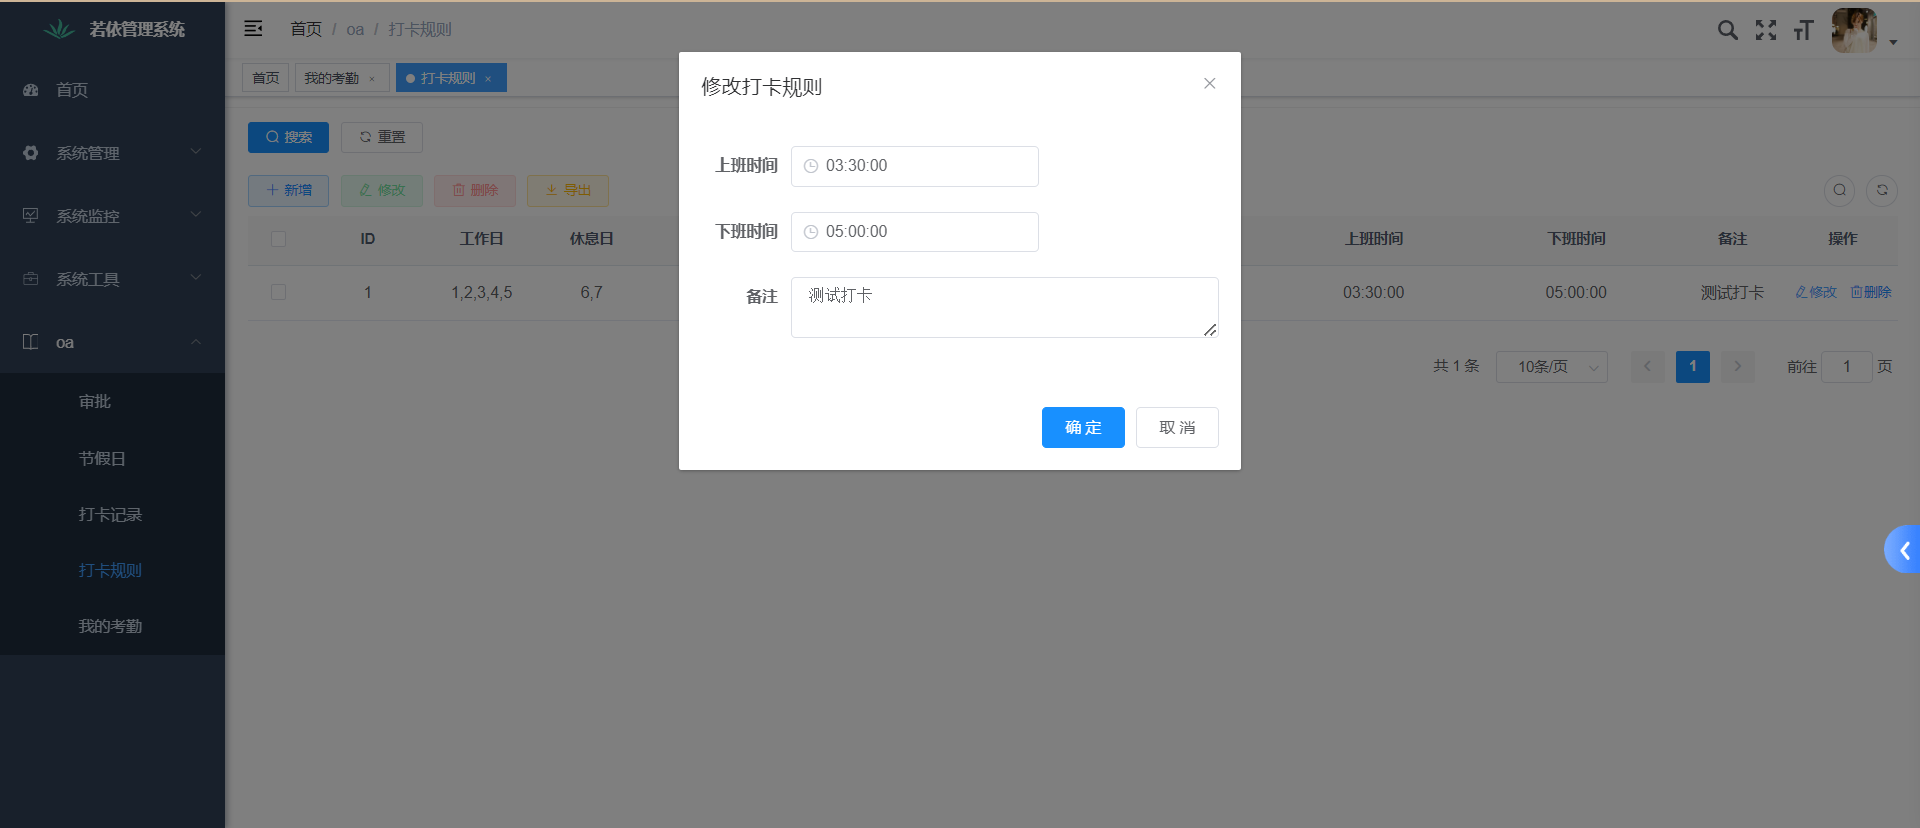 若依管理系统
首页 / oa / 打卡规则
首页
我的考勤 ×
打卡规则 ×
首页
系统管理
系统监控
系统工具
oa
审批
节假日
打卡记录
打卡规则
我的考勤
搜索
重置
新增
修改
删除
导出
ID 工作日 休息日 上班时间 下班时间 备注 操作
1 1,2,3,4,5 6,7 03:30:00 05:00:00 测试打卡 修改 删除
共 1 条 10条/页 1 前往 1 页
修改打卡规则
上班时间 03:30:00
下班时间 05:00:00
备注 测试打卡
确 定
取 消